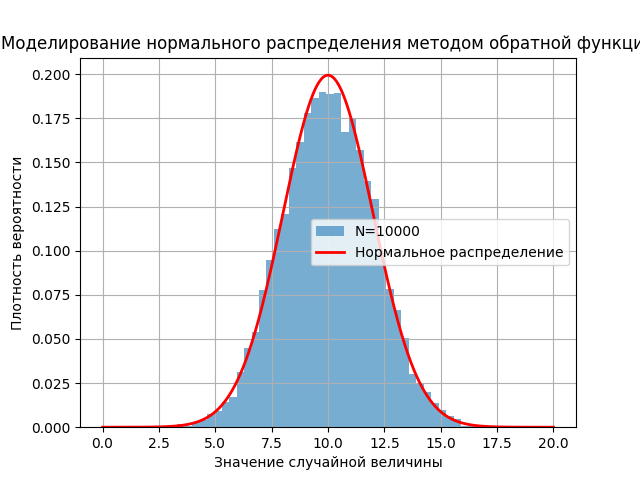 Моделирование нормального распределения методом обратной функци
0.200
0.175
0.150
0.125
0.100
0.075
0.050
0.025
0.000
Плотность вероятности
N=10000
Нормальное распределение
0.0 2.5 5.0 7.5 10.0 12.5 15.0 17.5 20.0
Значение случайной величины